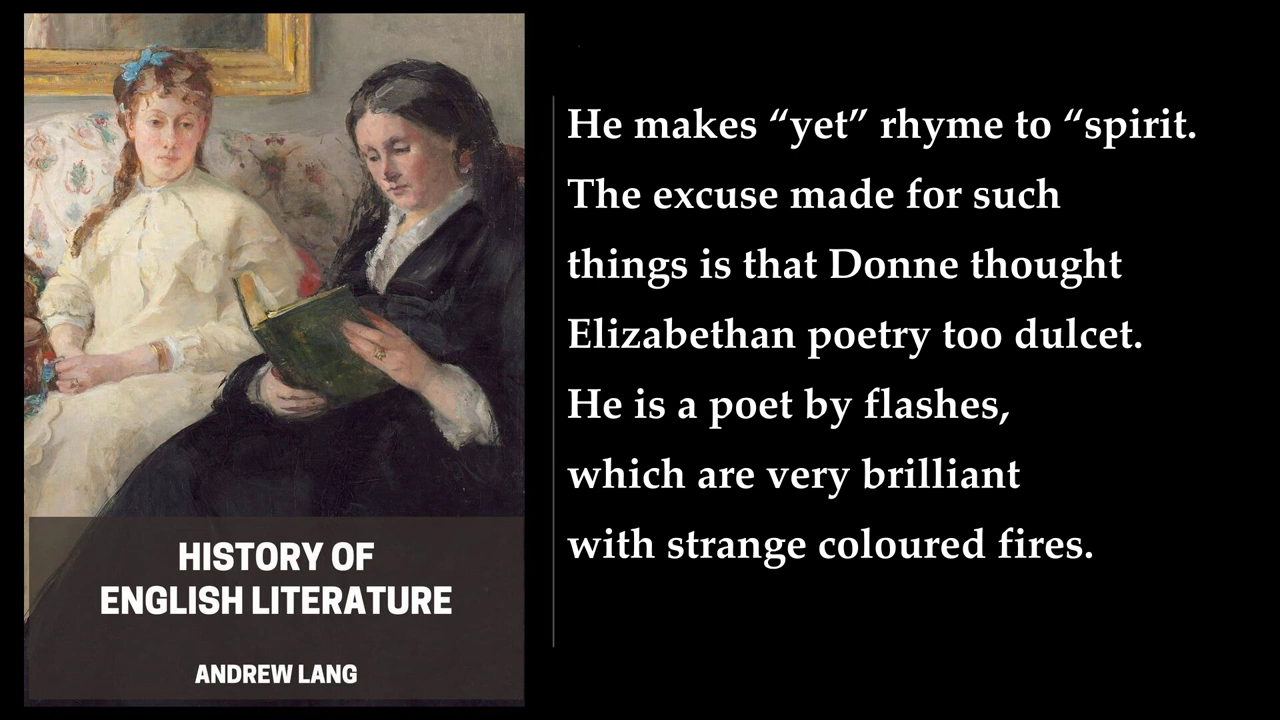 HISTORY OF
ENGLISH LITERATURE
ANDREW LANG
He makes “yet” rhyme to “spirit.
The excuse made for such
things is that Donne thought
Elizabethan poetry too dulcet.
He is a poet by flashes,
which are very brilliant
with strange coloured fires.